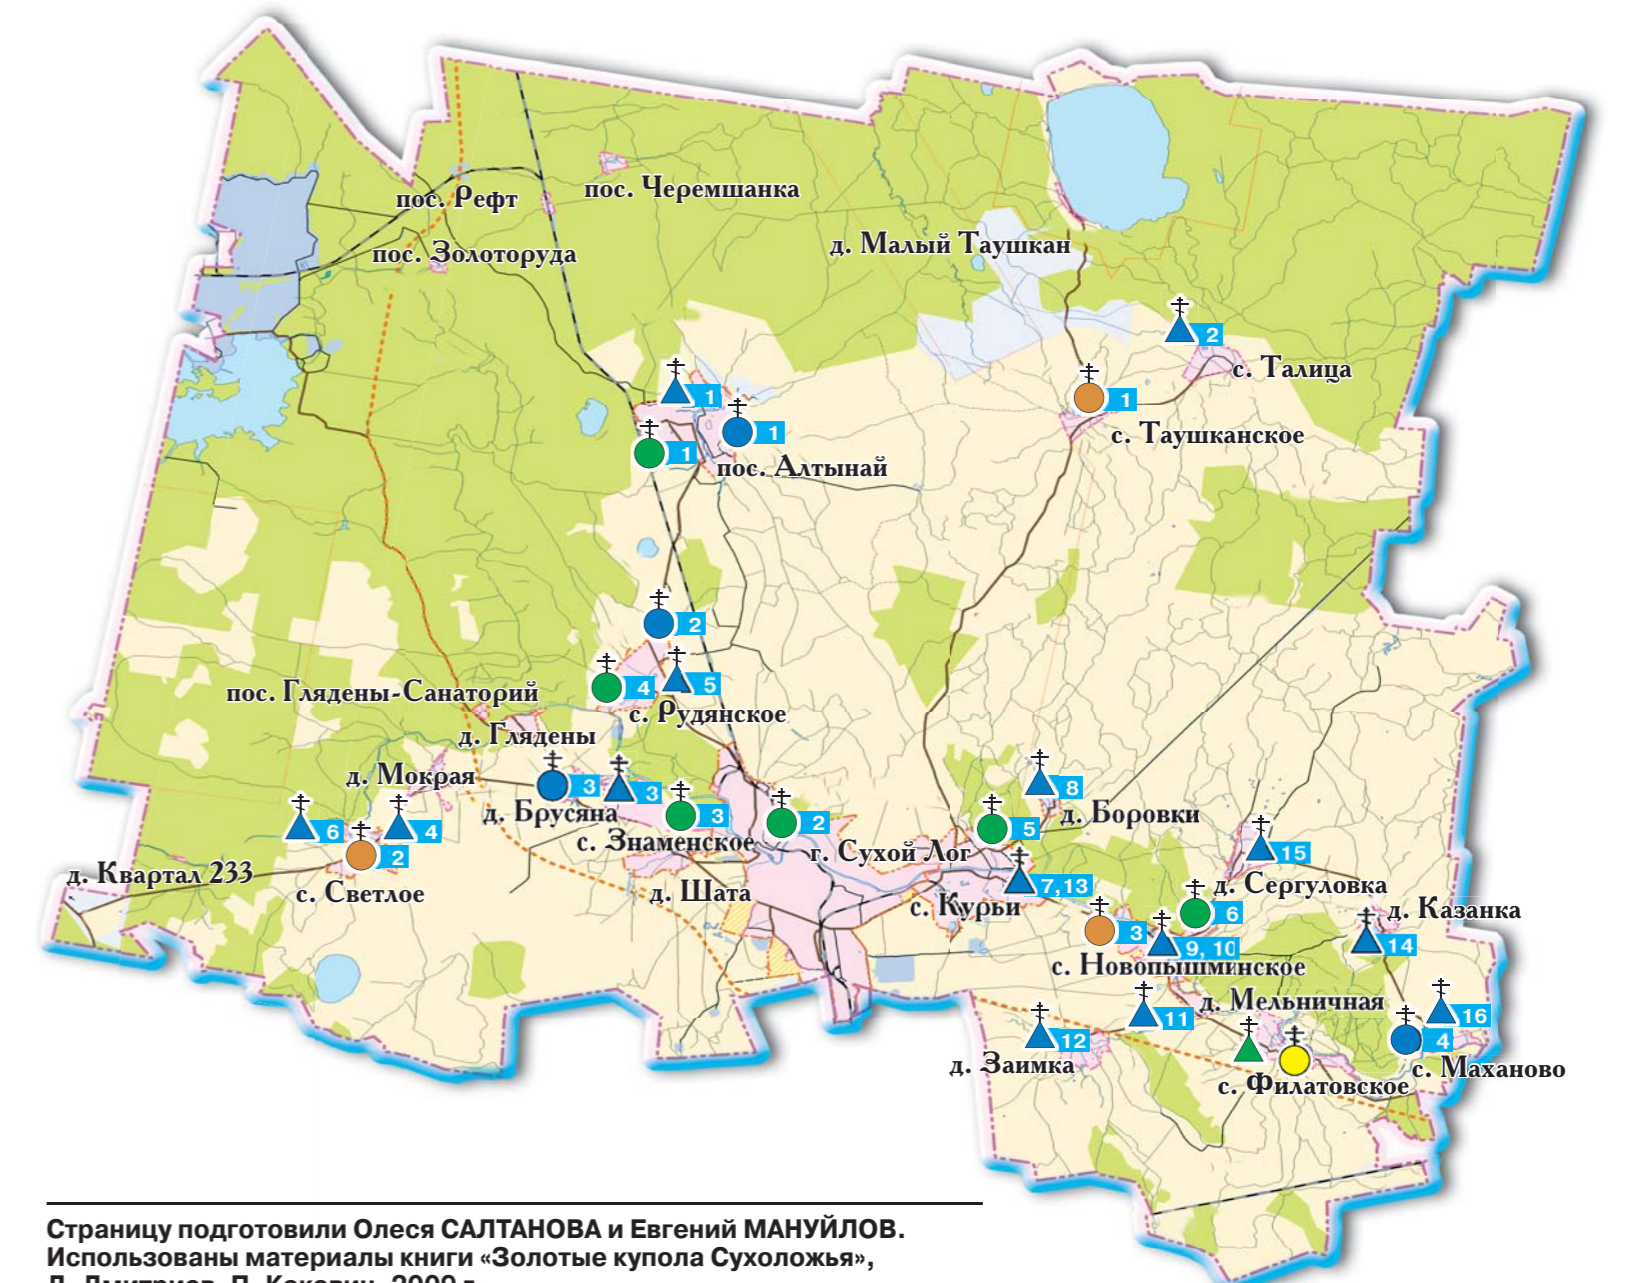 пос. Рефт
пос. Черемшанка
пос. Золоторуда
д. Малый Таушкан
2
с. Талица
1
1
с. Таушканское
1
1
пос. Алтынай
2
4
5
пос. Глядены-Санаторий
с. Рудянское
д. Глядены
д. Мокрая
3
3
8
д. Брусяна
3
2
5
д. Боровки
6
4
с. Знаменское
2
г. Сухой Лог
15
д. Квартал 233
с. Светлое
д. Шата
7,13
д. Сергуловка
с. Курьи
6
д. Казанка
3
9, 10
14
с. Новопышминское
д. Мельничная
11
16
12
4
д. Заимка
с. Филатовское
с. Маханово
Страницу подготовили Олеся САЛТАНОВА и Евгений МАНУЙЛОВ.
Использованы материалы книги «Золотые купола Сухоложья»,